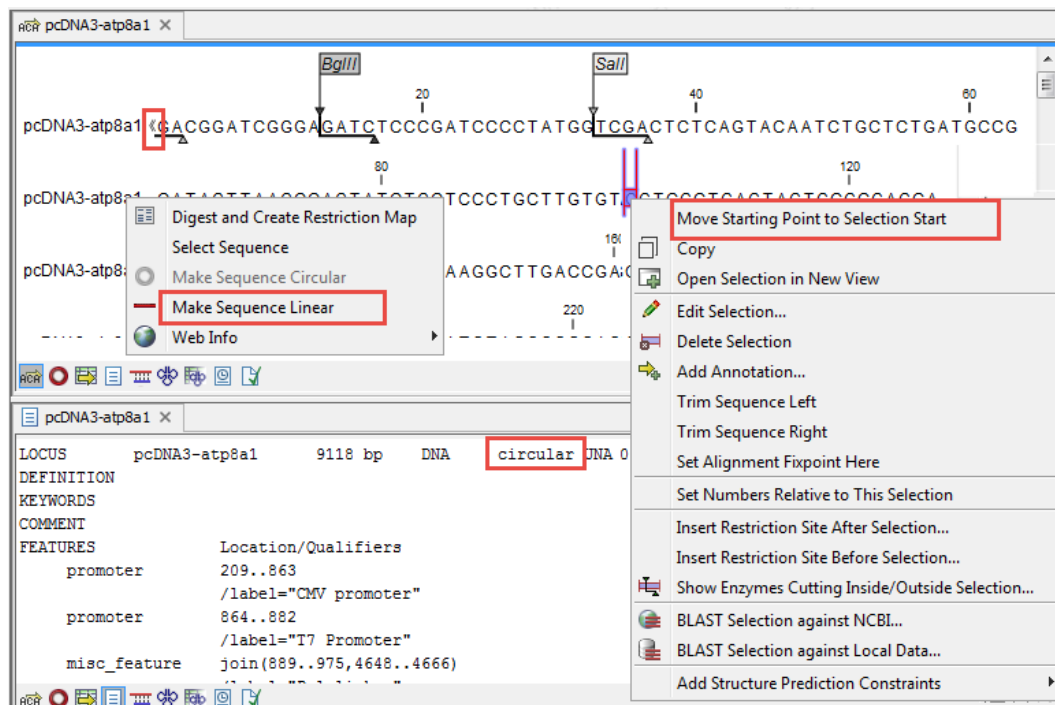 pcDNA3-atp8a1
BglII
SalI
20
40
60
pcDNA3-atp8a1
GACGGATCGGGAGATCTCCCGATCCCCTATGGTCGACTCTCAGTACAATCTGCTCTGATGCCG
80
120
pcDNA3-atp8a1
Digest and Create Restriction Map
Select Sequence
Make Sequence Circular
Make Sequence Linear
Web Info
Move Starting Point to Selection Start
Copy
Open Selection in New View
Edit Selection...
Delete Selection
Add Annotation...
Trim Sequence Left
Trim Sequence Right
Set Alignment Fixpoint Here
Set Numbers Relative to This Selection
Insert Restriction Site After Selection...
Insert Restriction Site Before Selection...
Show Enzymes Cutting Inside/Outside Selection...
BLAST Selection against NCBI...
BLAST Selection against Local Data...
Add Structure Prediction Constraints
pcDNA3-atp8
AAGGCTTGACCGA
220
pcDNA3-atp8a1
LOCUS pcDNA3-atp8a1 9118 bp DNA circular UNA 0
DEFINITION
KEYWORDS
COMMENT
FEATURES Location/Qualifiers
promoter 209..863
/label="CMV promoter"
promoter 864..882
/label="T7 Promoter"
misc_feature join(889..975,4648..4666)